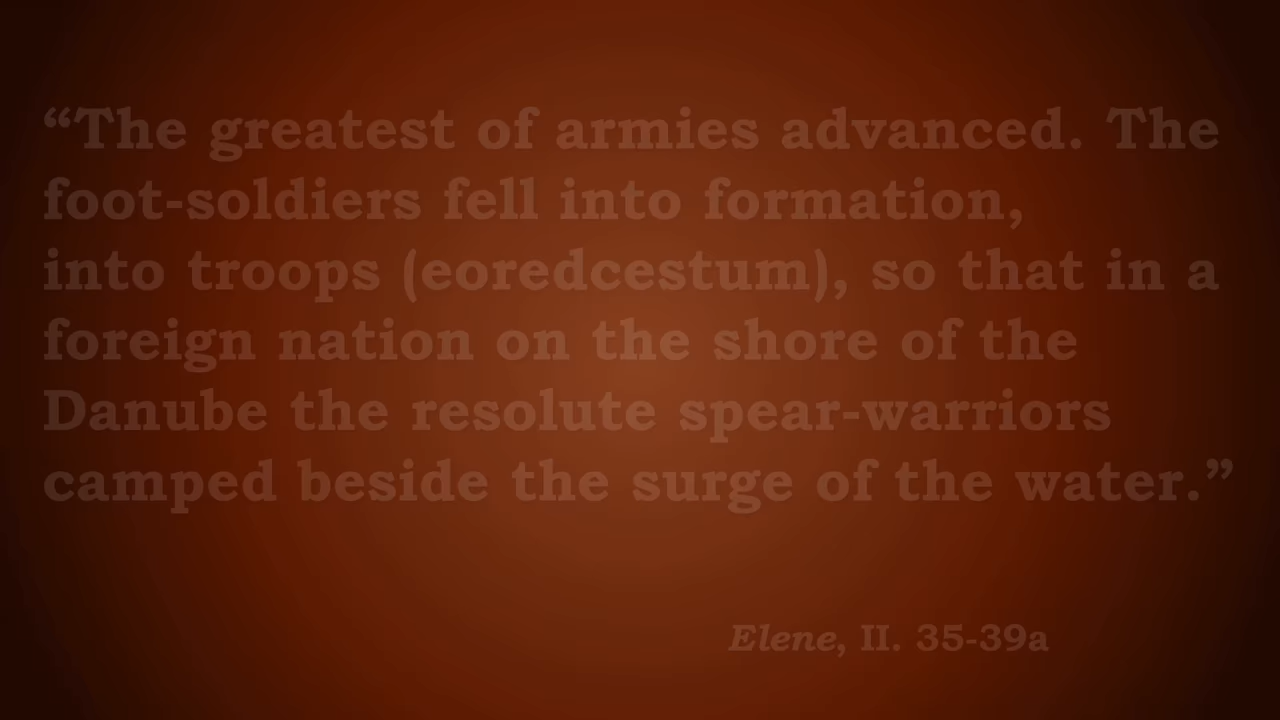 “The greatest of armies advanced. The
foot-soldiers fell into formation,
into troops (eoredcestum), so that in a
foreign nation on the shore of the
Danube the resolute spear-warriors
camped beside the surge of the water.”
Elene, II. 35-39a